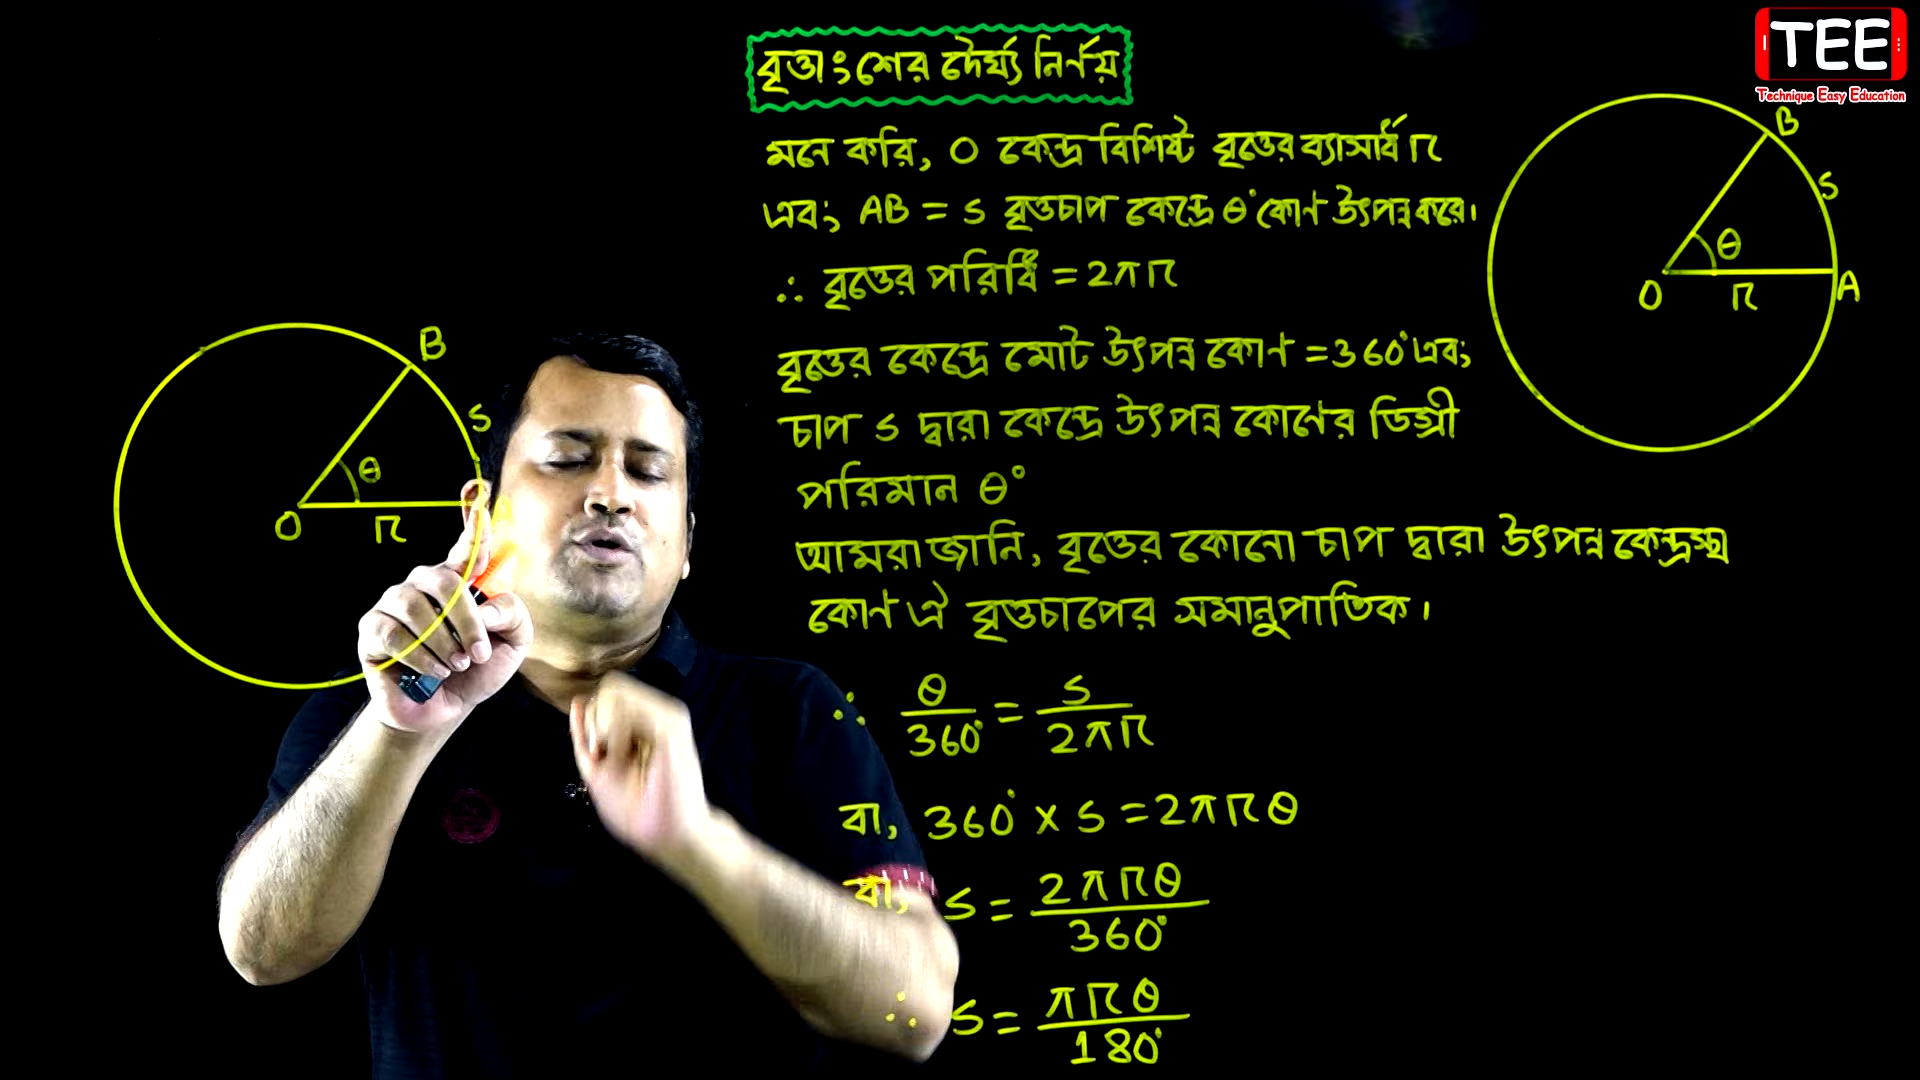 TEE
Technique Easy Education
বৃত্তাংশের দৈর্ঘ্য নির্ণয়
মনে করি, O কেন্দ্র বিশিষ্ট বৃত্তের ব্যাসার্ধ r
এবং AB = S বৃত্তচাপ কেন্দ্রে θ° কোণ উৎপন্ন করে।
∴ বৃত্তের পরিধি = 2πr
বৃত্তের কেন্দ্রে মোট উৎপন্ন কোণ = 360° এবং
চাপ S দ্বারা কেন্দ্রে উৎপন্ন কোণের ডিগ্রী
পরিমান θ°
আমরা জানি, বৃত্তের কোনো চাপ দ্বারা উৎপন্ন কেন্দ্রস্থ
কোণ ঐ বৃত্তচাপের সমানুপাতিক।
∴ θ/360° = S/2πr
বা, 360° × S = 2πrθ
বা, S = 2πrθ/360°
∴ S = πrθ/180°
B
S
θ
O
r
A
B
S
θ
O
r